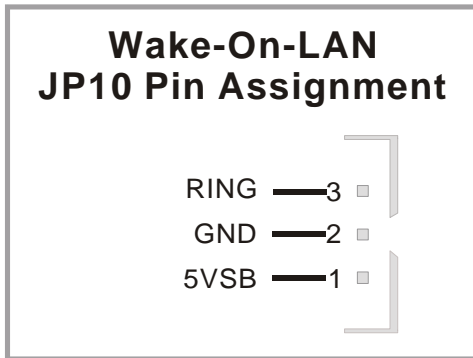 Wake-On-LAN
JP10 Pin Assignment
RING 3
GND 2
5VSB 1